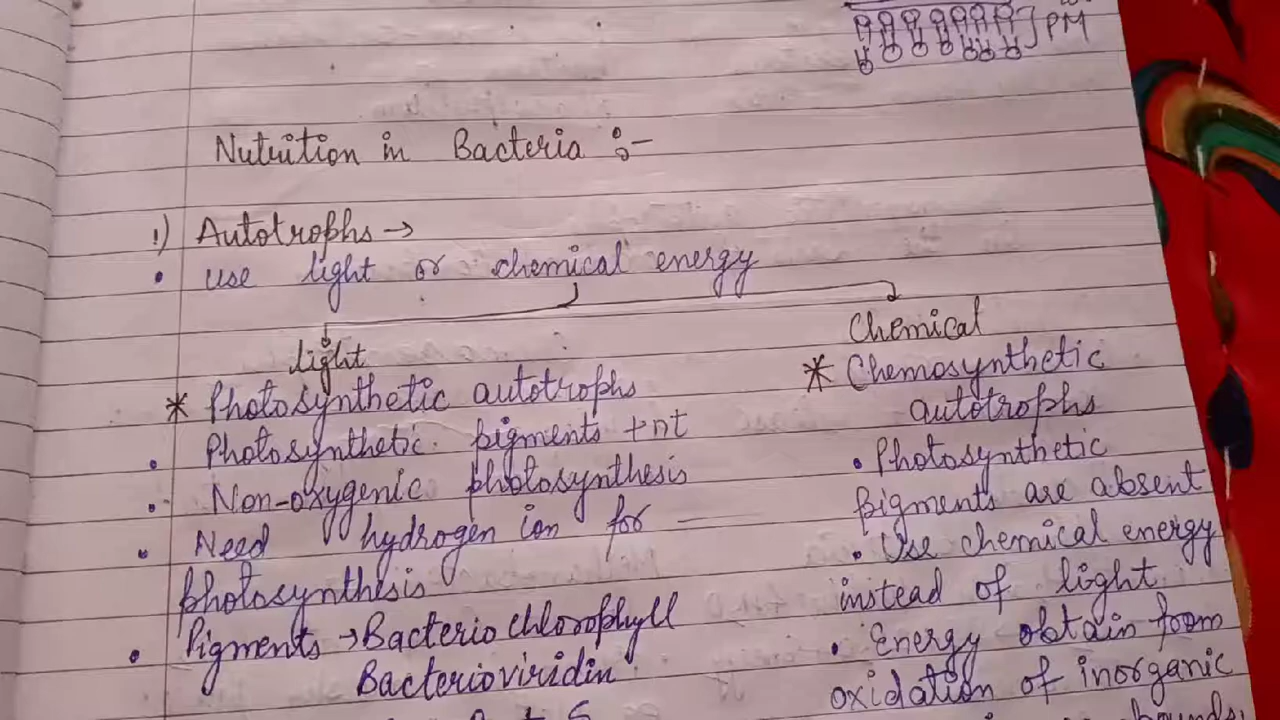 PM
Nutrition in Bacteria :-
1) Autotrophs →
• Use light or chemical energy
light
* Photosynthetic autotrophs
• Photosynthetic pigments +nt
• Non-oxygenic photosynthesis
• Need hydrogen ion for
photosynthesis
• Pigments → Bacteriochlorophyll
Bacterioviridin
Chemical
* Chemosynthetic
autotrophs
• Photosynthetic
pigments are absent
• Use chemical energy
instead of light
• Energy obtain from
oxidation of inorganic